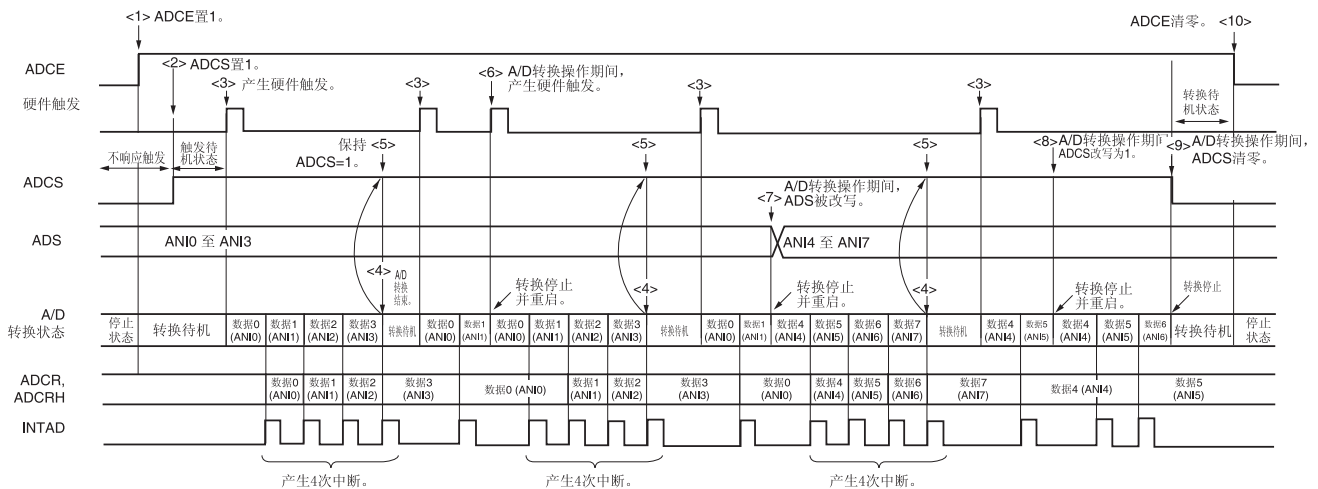 <1> ADCE置1。
ADCE清零。 <10>
ADCE
<2> ADCS置1。
<3> 产生硬件触发。
<3>
<6> A/D转换操作期间，
产生硬件触发。
<3>
<3>
硬件触发
转换待
机状态
不响应触发
触发待
机状态
保持 <5>
ADCS=1。
<5>
<5>
<8> A/D转换操作期间
ADCS改写为1。
<9> A/D转换操作期间，
ADCS清零。
ADCS
<7> A/D转换操作期间，
ADS被改写。
ADS
ANI0 至 ANI3
ANI4 至 ANI7
<4> A/D
转换
结束。
转换停止
并重启。
<4>
转换停止
并重启。
<4>
转换停止
并重启。
转换停止
A/D
转换状态
停止
状态
转换待机
数据0
(ANI0)
数据1
(ANI1)
数据2
(ANI2)
数据3
(ANI3)
转换待机
数据0
(ANI0)
数据1
(ANI1)
数据0
(ANI0)
数据1
(ANI1)
数据2
(ANI2)
数据3
(ANI3)
转换待机
数据0
(ANI0)
数据1
(ANI1)
数据4
(ANI4)
数据5
(ANI5)
数据6
(ANI6)
数据7
(ANI7)
转换待机
数据4
(ANI4)
数据5
(ANI5)
数据4
(ANI4)
数据5
(ANI5)
数据6
(ANI6)
转换待机
停止
状态
ADCR,
ADCRH
数据0
(ANI0)
数据1
(ANI1)
数据2
(ANI2)
数据3
(ANI3)
数据0 (ANI0)
数据1
(ANI1)
数据2
(ANI2)
数据3
(ANI3)
数据0
(ANI0)
数据4
(ANI4)
数据5
(ANI5)
数据6
(ANI6)
数据7
(ANI7)
数据4 (ANI4)
数据5
(ANI5)
INTAD
产生4次中断。
产生4次中断。
产生4次中断。